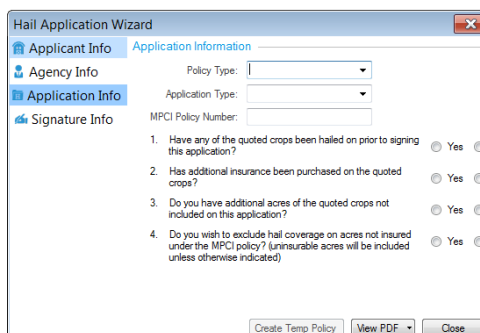 Hail Application Wizard
Applicant Info
Agency Info
Application Info
Signature Info
Application Information
Policy Type:
Application Type:
MPCI Policy Number:
1. Have any of the quoted crops been hailed on prior to signing
this application?
Yes
2. Has additional insurance been purchased on the quoted
crops?
Yes
3. Do you have additional acres of the quoted crops not
included on this application?
Yes
4. Do you wish to exclude hail coverage on acres not insured
under the MPCI policy? (uninsurable acres will be included
unless otherwise indicated)
Yes
Create Temp Policy View PDF Close